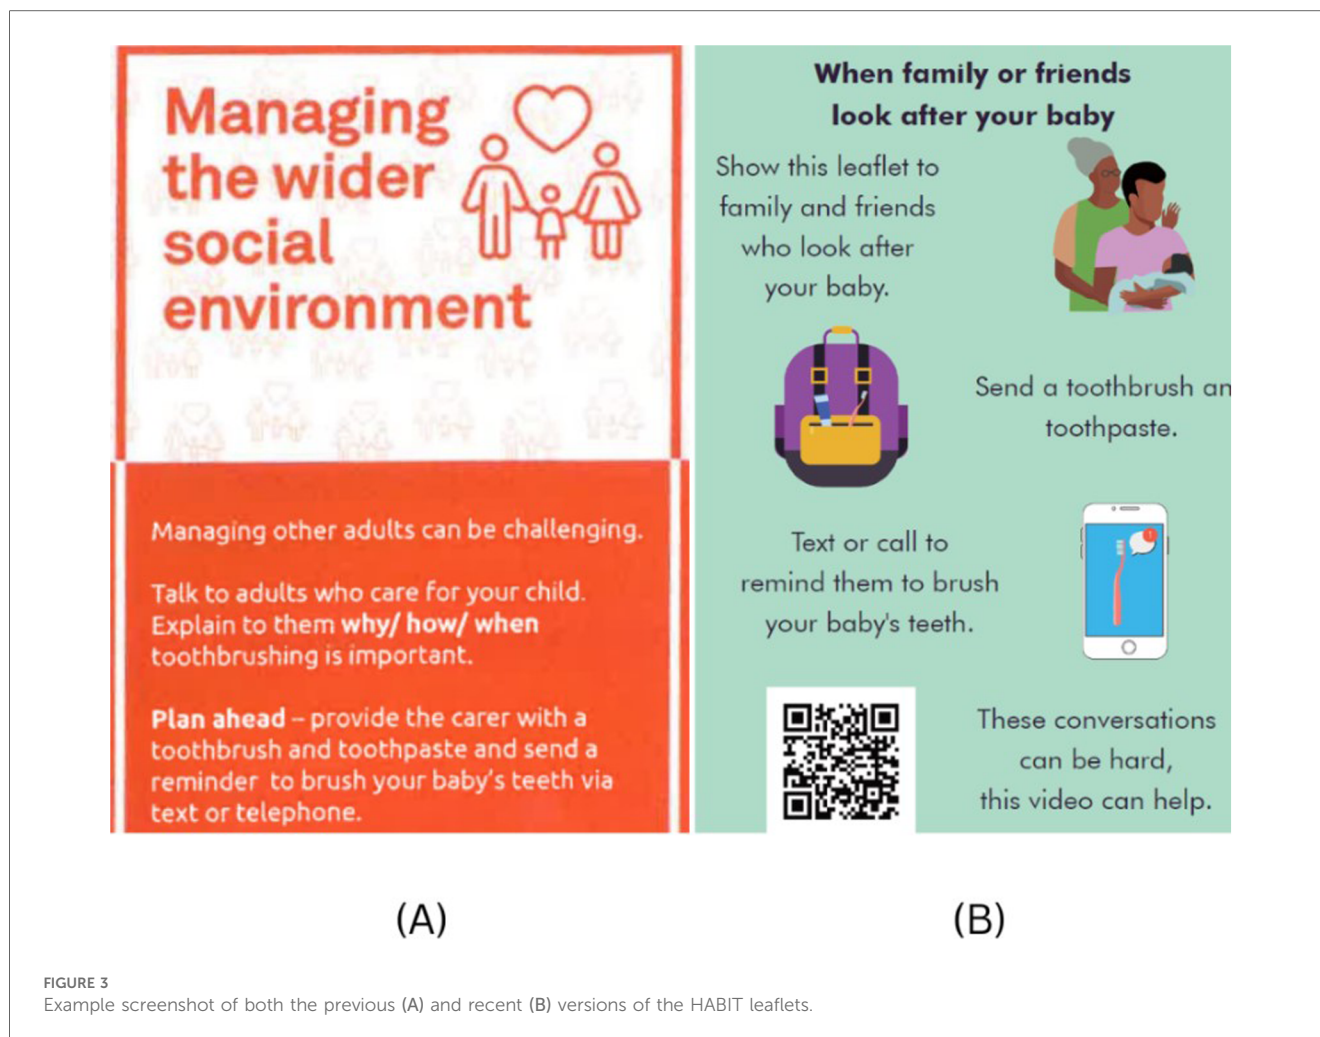 Managing
the wider
social
environment
Managing other adults can be challenging.
Talk to adults who care for your child.
Explain to them why/ how/ when
toothbrushing is important.
Plan ahead – provide the carer with a
toothbrush and toothpaste and send a
reminder to brush your baby's teeth via
text or telephone.
(A)
When family or friends
look after your baby
Show this leaflet to
family and friends
who look after
your baby.
Send a toothbrush an
toothpaste.
Text or call to
remind them to brush
your baby's teeth.
These conversations
can be hard,
this video can help.
(B)
FIGURE 3
Example screenshot of both the previous (A) and recent (B) versions of the HABIT leaflets.